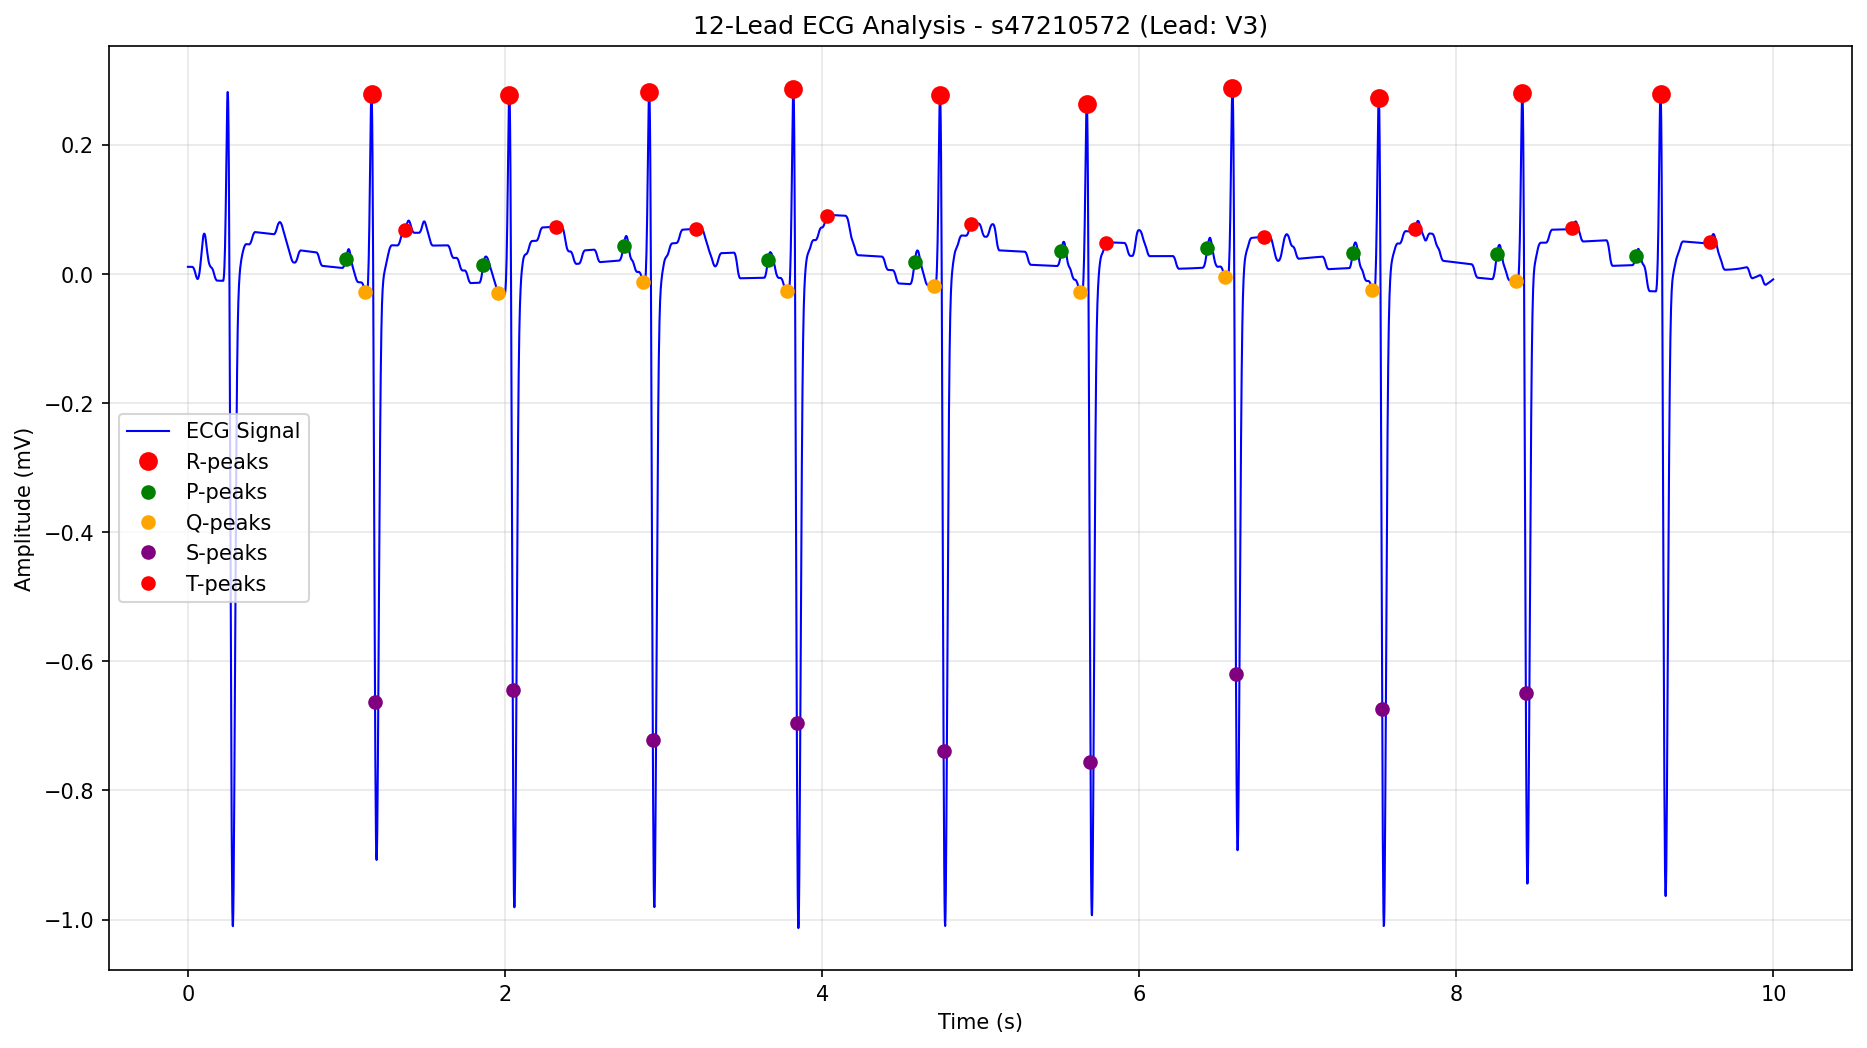 12-Lead ECG Analysis - s47210572 (Lead: V3)
Amplitude (mV)
0.2
0.0
−0.2
−0.4
−0.6
−0.8
−1.0
ECG Signal
R-peaks
P-peaks
Q-peaks
S-peaks
T-peaks
0 2 4 6 8 10
Time (s)